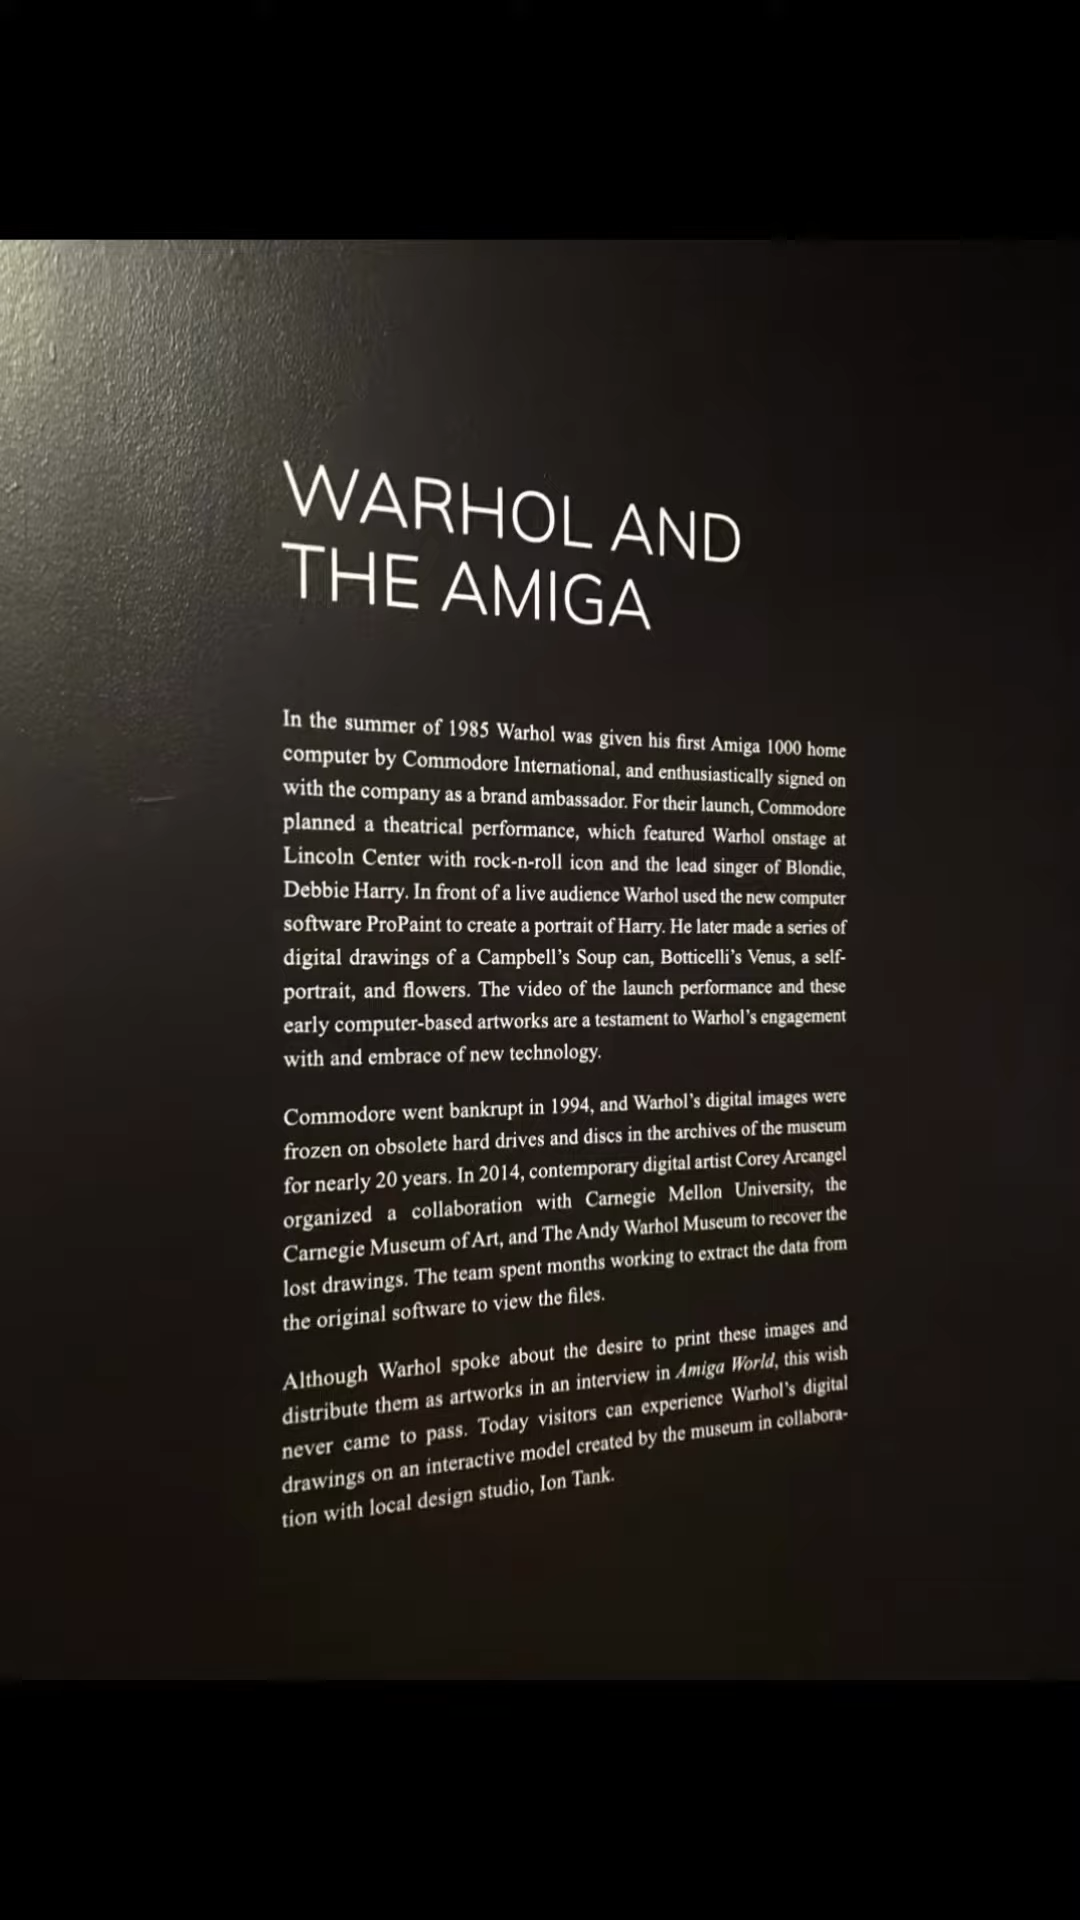 WARHOL AND
THE AMIGA
In the summer of 1985 Warhol was given his first Amiga 1000 home
computer by Commodore International, and enthusiastically signed on
with the company as a brand ambassador. For their launch, Commodore
planned a theatrical performance, which featured Warhol onstage at
Lincoln Center with rock-n-roll icon and the lead singer of Blondie,
Debbie Harry. In front of a live audience Warhol used the new computer
software ProPaint to create a portrait of Harry. He later made a series of
digital drawings of a Campbell's Soup can, Botticelli's Venus, a self-
portrait, and flowers. The video of the launch performance and these
early computer-based artworks are a testament to Warhol's engagement
with and embrace of new technology.
Commodore went bankrupt in 1994, and Warhol's digital images were
frozen on obsolete hard drives and discs in the archives of the museum
for nearly 20 years. In 2014, contemporary digital artist Corey Arcangel
organized a collaboration with Carnegie Mellon University, the
Carnegie Museum of Art, and The Andy Warhol Museum to recover the
lost drawings. The team spent months working to extract the data from
the original software to view the files.
Although Warhol spoke about the desire to print these images and
distribute them as artworks in an interview in Amiga World, this wish
never came to pass. Today visitors can experience Warhol's digital
drawings on an interactive model created by the museum in collabora-
tion with local design studio, Ion Tank.